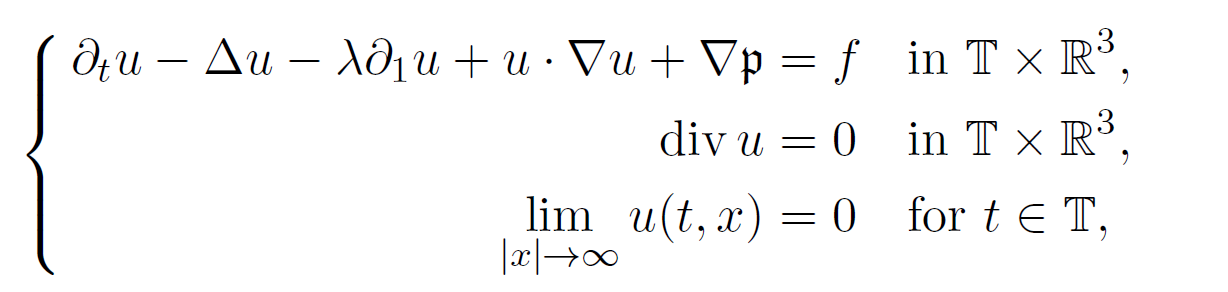 ∂ₜu − Δu − λ∂₁u + u · ∇u + ∇𝔭 = f in 𝕋 × ℝ³,
div u = 0 in 𝕋 × ℝ³,
lim_{|x|→∞} u(t, x) = 0 for t ∈ 𝕋,